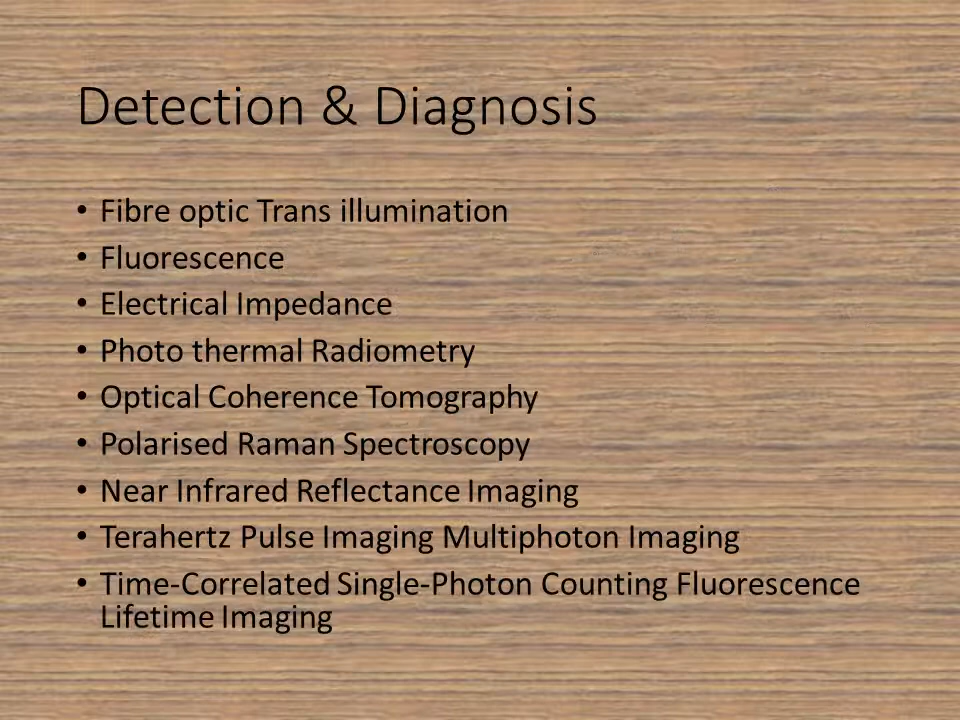 Detection & Diagnosis
• Fibre optic Trans illumination
• Fluorescence
• Electrical Impedance
• Photo thermal Radiometry
• Optical Coherence Tomography
• Polarised Raman Spectroscopy
• Near Infrared Reflectance Imaging
• Terahertz Pulse Imaging Multiphoton Imaging
• Time-Correlated Single-Photon Counting Fluorescence
Lifetime Imaging